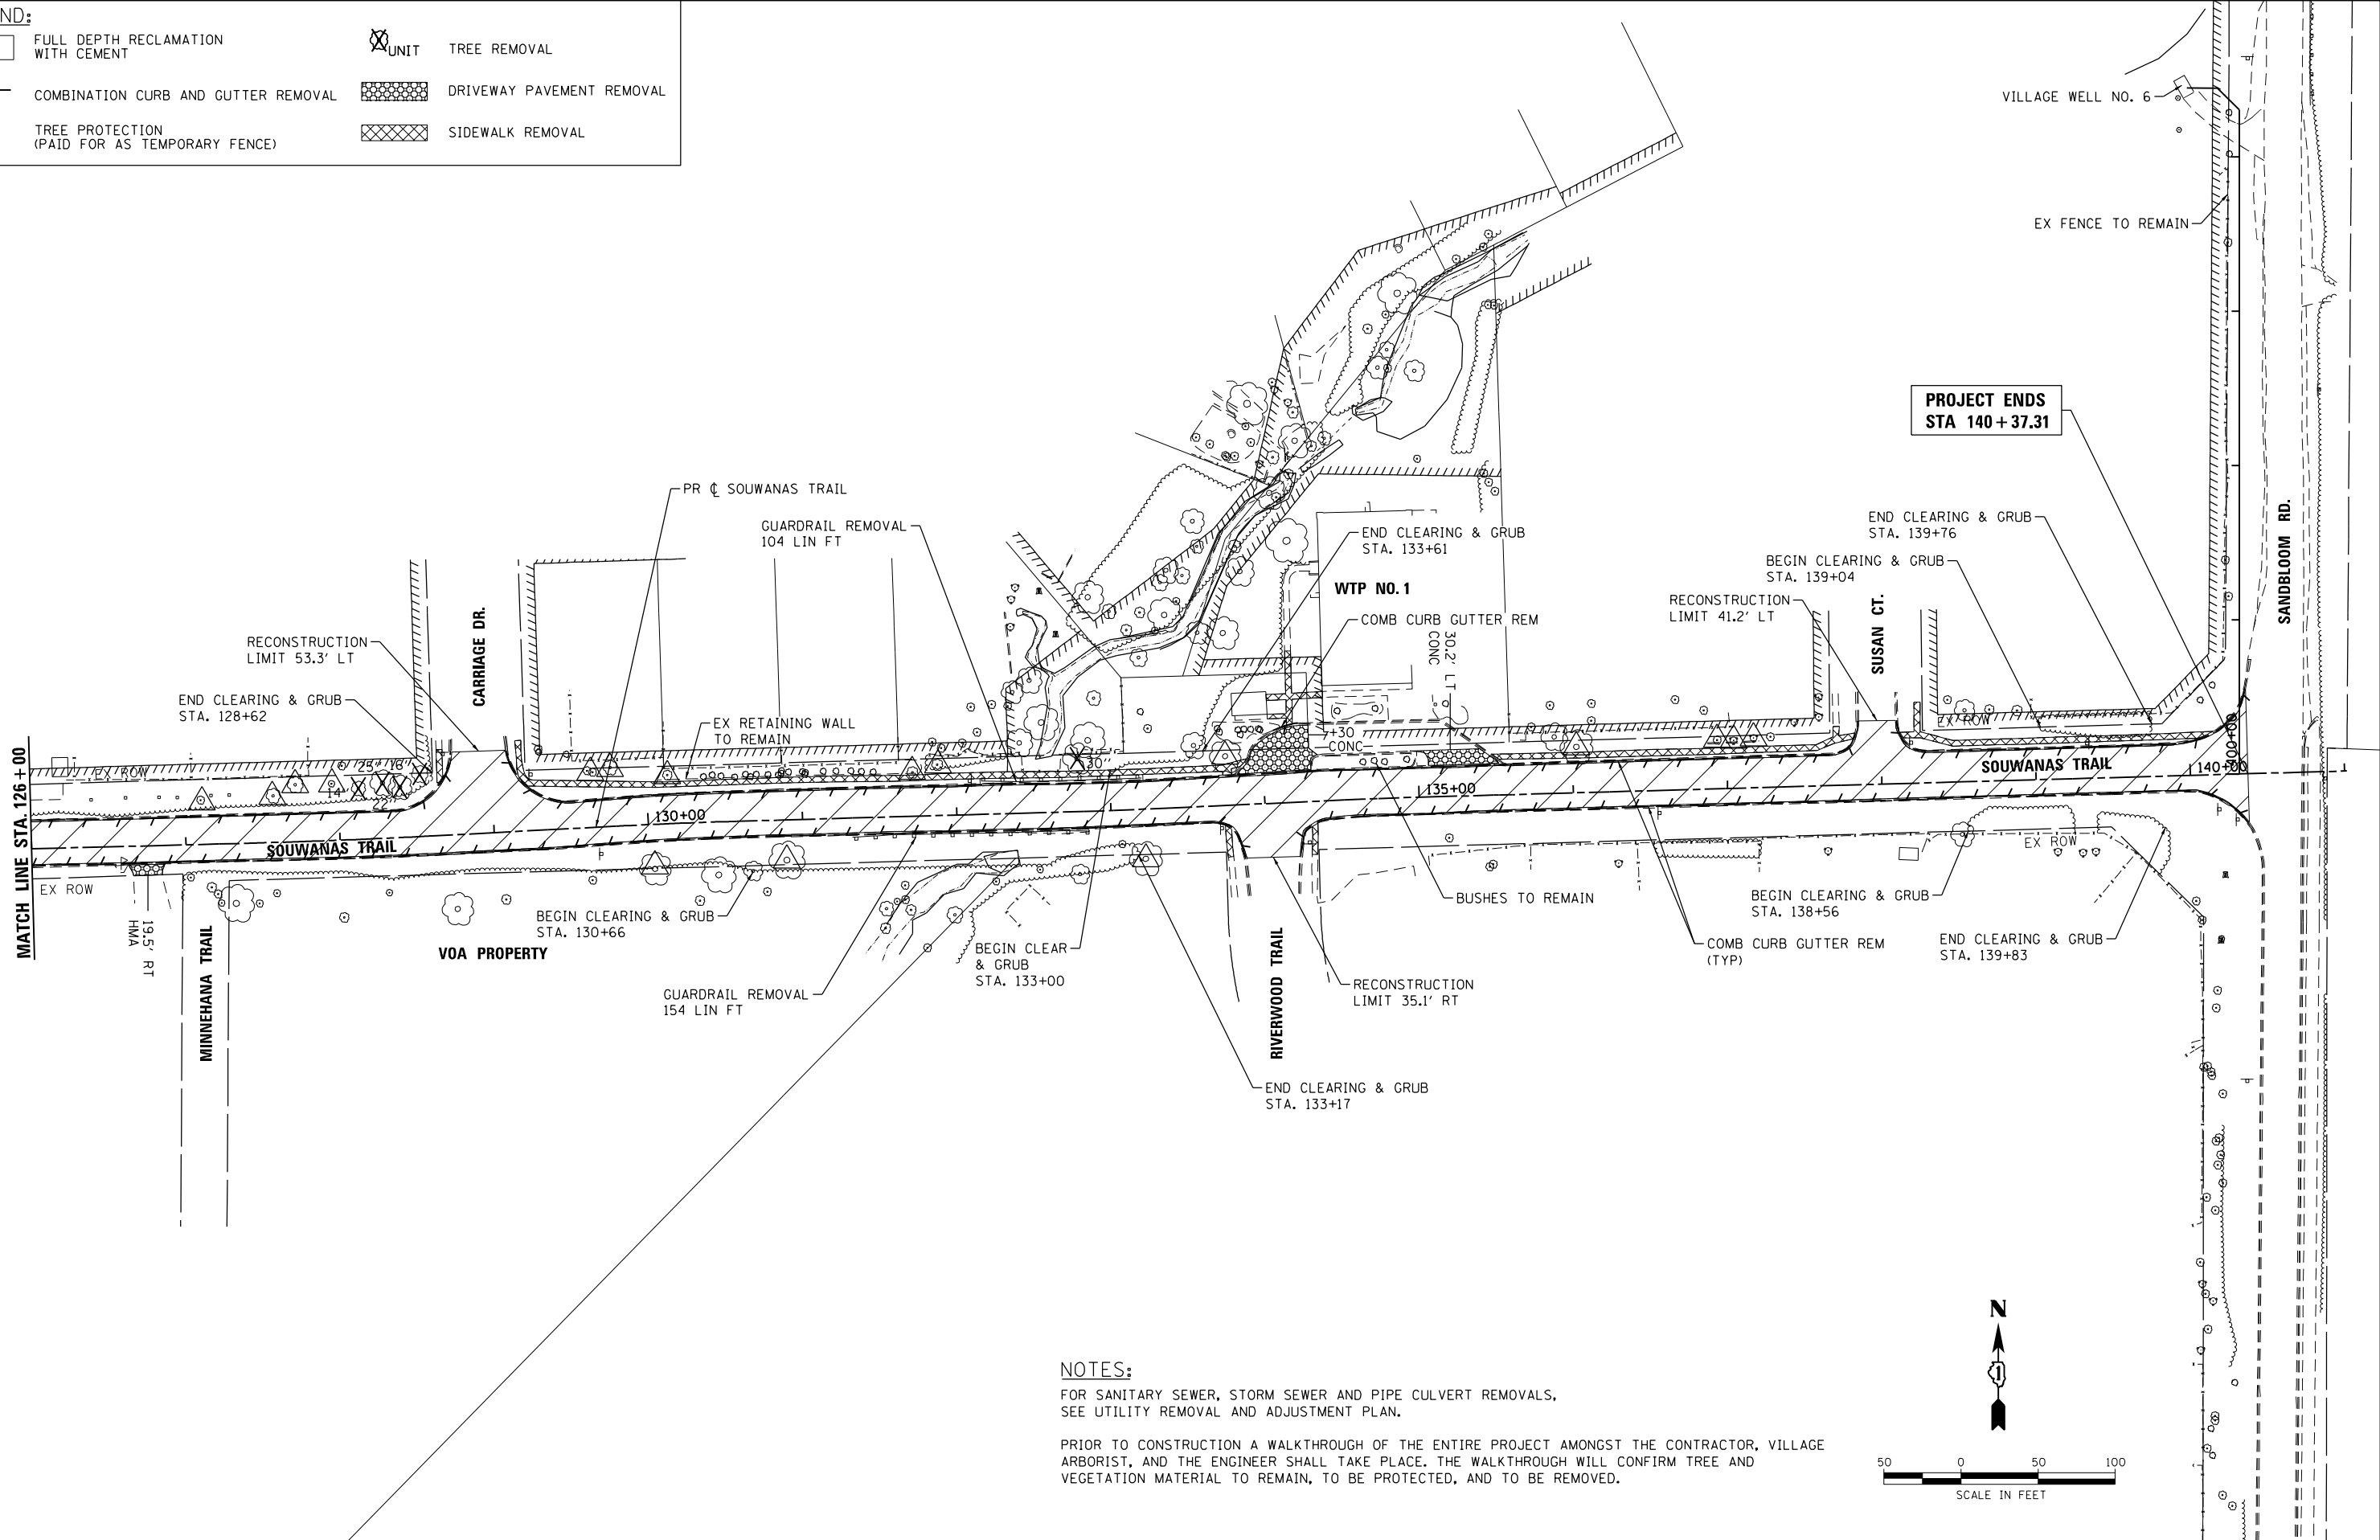 ND:
FULL DEPTH RECLAMATION
WITH CEMENT
COMBINATION CURB AND GUTTER REMOVAL
TREE PROTECTION
(PAID FOR AS TEMPORARY FENCE)
UNIT
TREE REMOVAL
DRIVEWAY PAVEMENT REMOVAL
SIDEWALK REMOVAL
VILLAGE WELL NO. 6
EX FENCE TO REMAIN
PROJECT ENDS
STA 140+37.31
SANDBLOOM RD.
PR ℄ SOUWANAS TRAIL
GUARDRAIL REMOVAL
104 LIN FT
END CLEARING & GRUB
STA. 133+61
WTP NO. 1
COMB CURB GUTTER REM
30.2' LT
CONC
END CLEARING & GRUB
STA. 139+76
BEGIN CLEARING & GRUB
STA. 139+04
RECONSTRUCTION
LIMIT 41.2' LT
SUSAN CT.
RECONSTRUCTION
LIMIT 53.3' LT
CARRIAGE DR.
END CLEARING & GRUB
STA. 128+62
EX RETAINING WALL
TO REMAIN
+30
CONC
EX ROW
MATCH LINE STA. 126+00
EX ROW
6"
25"
16"
14"
22"
30"
SOUWANAS TRAIL
140+00
130+00
135+00
SOUWANAS TRAIL
EX ROW
EX ROW
19.5' RT
HMA
MINNEHANA TRAIL
VOA PROPERTY
BEGIN CLEARING & GRUB
STA. 130+66
GUARDRAIL REMOVAL
154 LIN FT
BEGIN CLEAR
& GRUB
STA. 133+00
RIVERWOOD TRAIL
RECONSTRUCTION
LIMIT 35.1' RT
BUSHES TO REMAIN
COMB CURB GUTTER REM
(TYP)
BEGIN CLEARING & GRUB
STA. 138+56
END CLEARING & GRUB
STA. 139+83
END CLEARING & GRUB
STA. 133+17
NOTES:
FOR SANITARY SEWER, STORM SEWER AND PIPE CULVERT REMOVALS,
SEE UTILITY REMOVAL AND ADJUSTMENT PLAN.
PRIOR TO CONSTRUCTION A WALKTHROUGH OF THE ENTIRE PROJECT AMONGST THE CONTRACTOR, VILLAGE
ARBORIST, AND THE ENGINEER SHALL TAKE PLACE. THE WALKTHROUGH WILL CONFIRM TREE AND
VEGETATION MATERIAL TO REMAIN, TO BE PROTECTED, AND TO BE REMOVED.
N
1
50 0 50 100
SCALE IN FEET